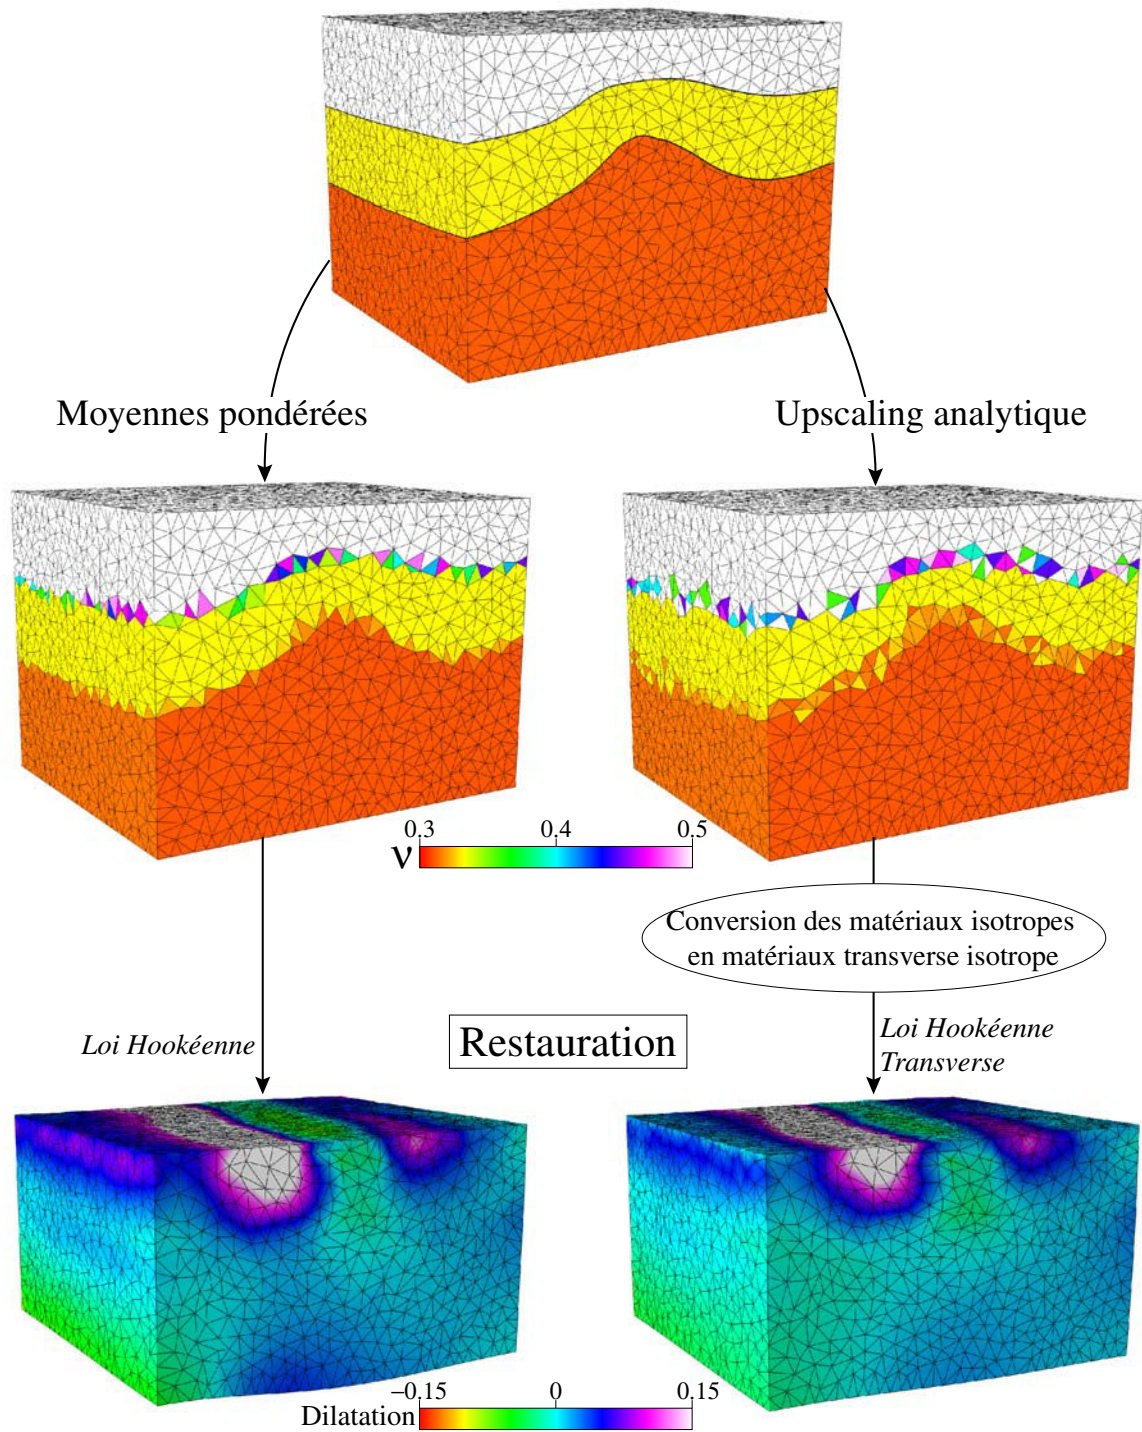 Moyennes pondérées
Upscaling analytique
0.3 0.4 0.5
ν
Conversion des matériaux isotropes
en matériaux transverse isotrope
Loi Hookéenne
Restauration
Loi Hookéenne
Transverse
−0.15 0 0.15
Dilatation